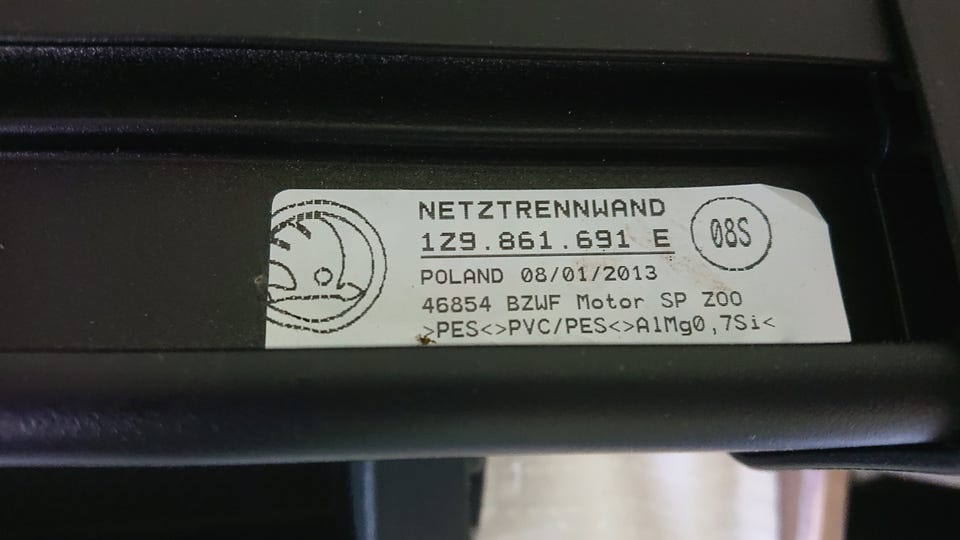 NETZTRENNWAND
1Z9.861.691 E
08S
POLAND 08/01/2013
46854 BZWF Motor SP ZOO
>PES<>PVC/PES<>AlMg0,7Si<